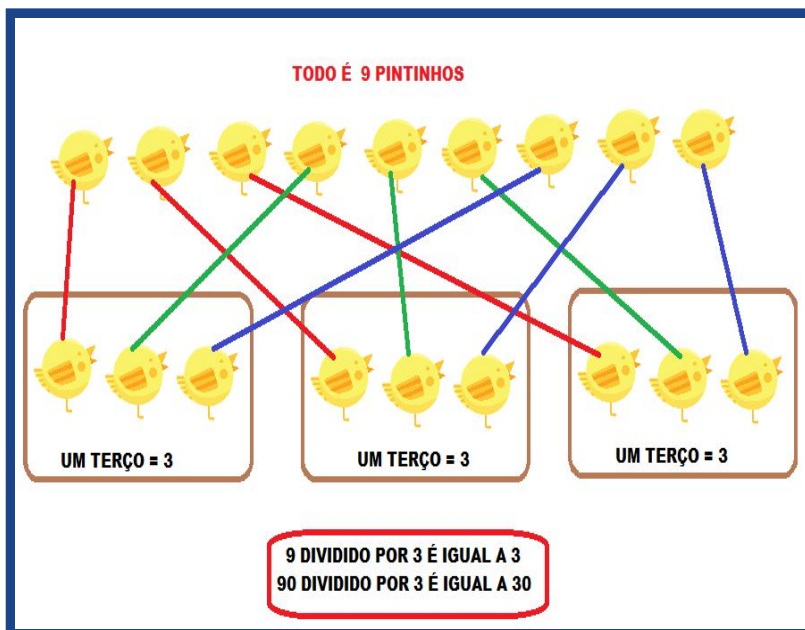 TODO É 9 PINTINHOS
UM TERÇO = 3
UM TERÇO = 3
UM TERÇO = 3
9 DIVIDIDO POR 3 É IGUAL A 3
90 DIVIDIDO POR 3 É IGUAL A 30